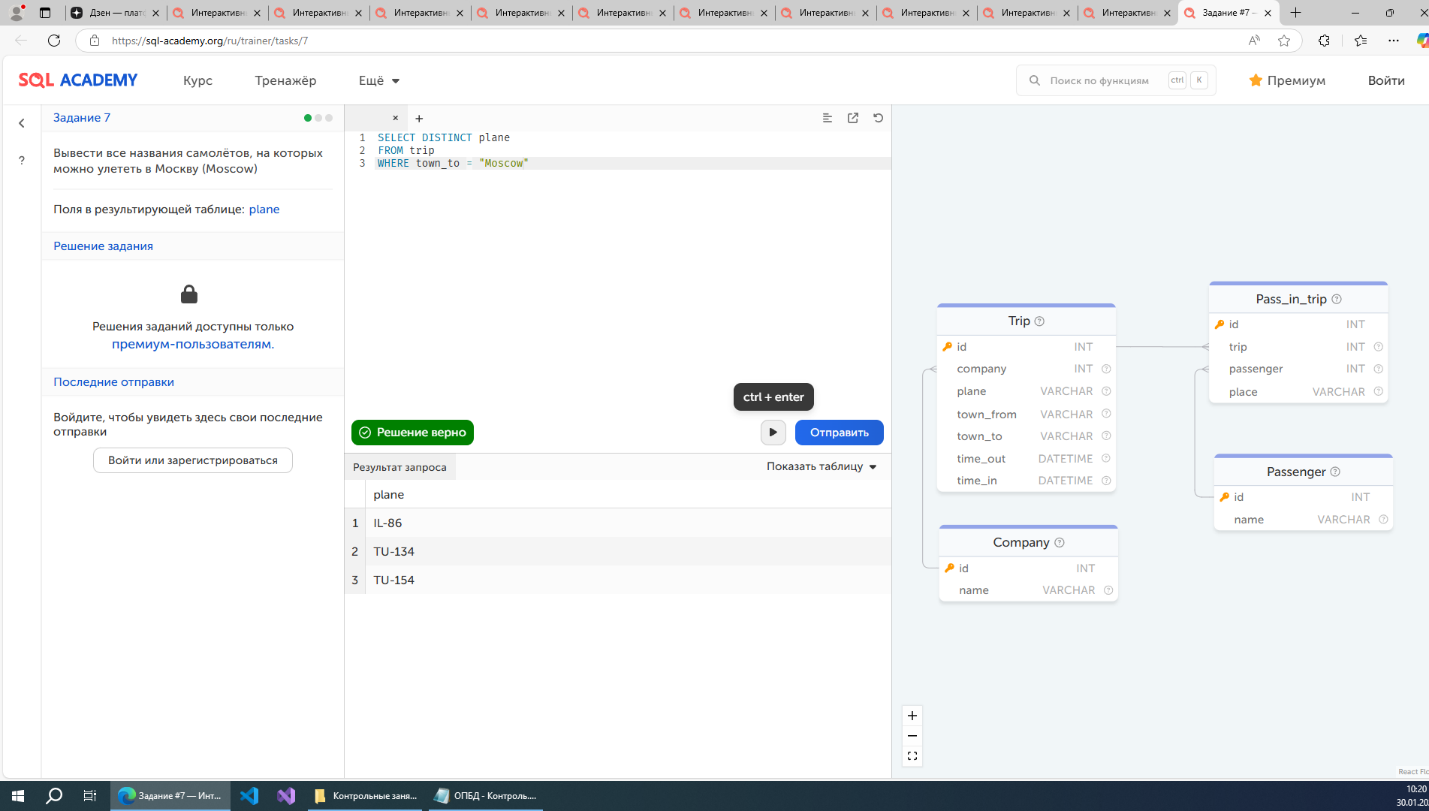 Дзен — платф
Интерактивн
Интерактивн
Интерактивн
Интерактивн
Интерактивн
Интерактивн
Интерактивн
Интерактивн
Интерактивн
Интерактивн
Задание #7 —
https://sql-academy.org/ru/trainer/tasks/7
SQL ACADEMY
Курс
Тренажёр
Ещё
Поиск по функциям
ctrl
K
Премиум
Войти
Задание 7
Вывести все названия самолётов, на которых
можно улететь в Москву (Moscow)
Поля в результирующей таблице: plane
Решение задания
Решения заданий доступны только
премиум-пользователям.
Последние отправки
Войдите, чтобы увидеть здесь свои последние
отправки
Войти или зарегистрироваться
1 SELECT DISTINCT plane
2 FROM trip
3 WHERE town_to = "Moscow"
ctrl + enter
Решение верно
Отправить
Результат запроса
Показать таблицу
plane
1 IL-86
2 TU-134
3 TU-154
Trip
id INT
company INT
plane VARCHAR
town_from VARCHAR
town_to VARCHAR
time_out DATETIME
time_in DATETIME
Company
id INT
name VARCHAR
Pass_in_trip
id INT
trip INT
passenger INT
place VARCHAR
Passenger
id INT
name VARCHAR
React Flo
Задание #7 — Инт...
Контрольные заня...
ОПБД - Контроль....
10:20
30.01.20